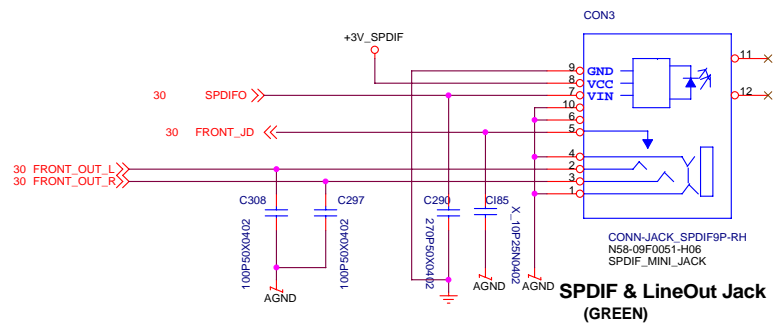 CON3
+3V_SPDIF
11
9 GND
8 VCC
30 SPDIFO 7 VIN
12
10
6
30 FRONT_JD 5
4
30 FRONT_OUT_L 2
30 FRONT_OUT_R 3
1
C308
C297
C290
CI85
100P50X0402
100P50X0402
270P50X0402
X_10P25N0402
CONN-JACK_SPDIF9P-RH
N58-09F0051-H06
SPDIF_MINI_JACK
AGND
AGND
AGND
SPDIF & LineOut Jack
(GREEN)